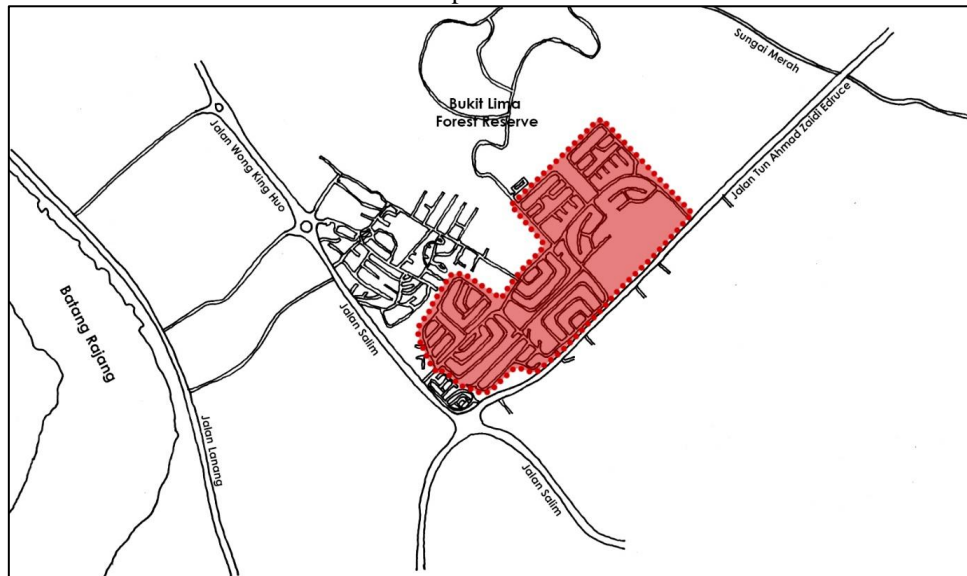 Sungai Merah
Bukit Lima
Forest Reserve
Jalan Tun Ahmad Zaidi Edruce
Jalan Wong King Huo
Batang Rajang
Jalan Salim
Jalan Lanang
Jalan Salim